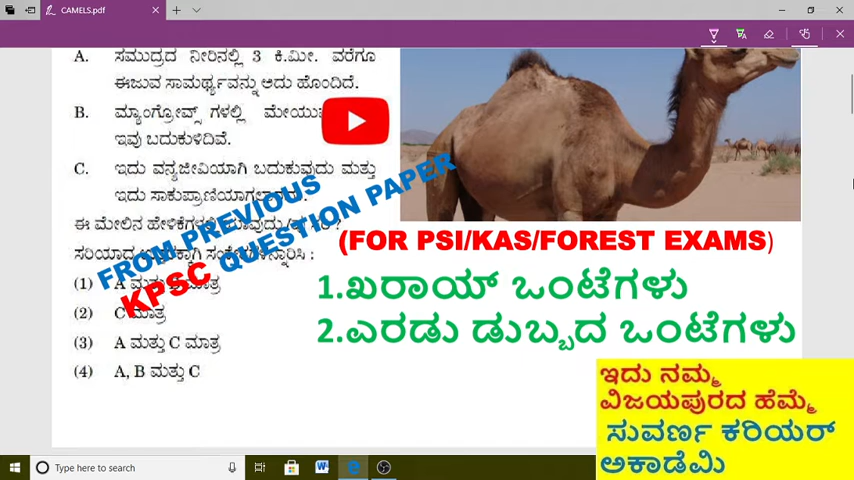 CAMELS.pdf
A. ಸಮುದ್ರದ ನೀರಿನಲ್ಲಿ 3 ಕಿ.ಮೀ. ವರೆಗೂ
ಈಜುವ ಸಾಮರ್ಥ್ಯವನ್ನು ಅದು ಹೊಂದಿದೆ.
B. ಮ್ಯಾಂಗ್ರೋವ್ಸ್ ಗಳಲ್ಲಿ
ಇವು ಬದುಕುಳಿದಿವೆ.
C. ಇದು ವನ್ಯಜೀವಿಯಾಗಿ ಬದುಕುವುದು ಮತ್ತು
ಇದು
FROM PREVIOUS
KPSC QUESTION PAPER
ಈ ಮೇಲಿನ
(1) A
(2) C ಮಾತ್ರ
(3) A ಮತ್ತು C ಮಾತ್ರ
(4) A, B ಮತ್ತು C
(FOR PSI/KAS/FOREST EXAMS)
1.ಖರಾಯ್ ಒಂಟೆಗಳು
2.ಎರಡು ಡುಬ್ಬದ ಒಂಟೆಗಳು
ಇದು ನಮ್ಮ
ವಿಜಯಪುರದ ಹೆಮ್ಮೆ
ಸುವರ್ಣ ಕರಿಯರ್
ಅಕಾಡೆಮಿ
Type here to search